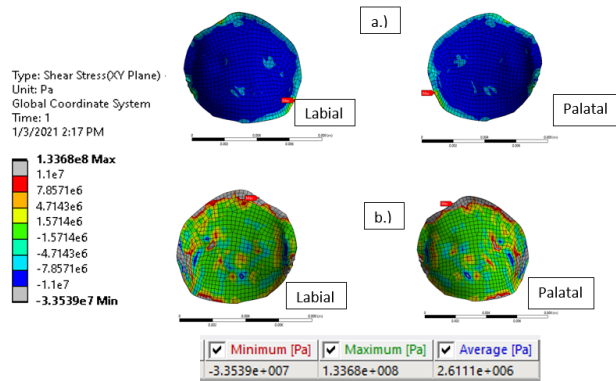 a.)
Type: Shear Stress(XY Plane)
Unit: Pa
Global Coordinate System
Time: 1
1/3/2021 2:17 PM
Labial
Palatal
1.3368e8 Max
1.1e7
7.8571e6
4.7143e6
1.5714e6
-1.5714e6
-4.7143e6
-7.8571e6
-1.1e7
-3.3539e7 Min
b.)
Labial
Palatal
Minimum [Pa] Maximum [Pa] Average [Pa]
-3.3539e+007 1.3368e+008 2.6111e+006